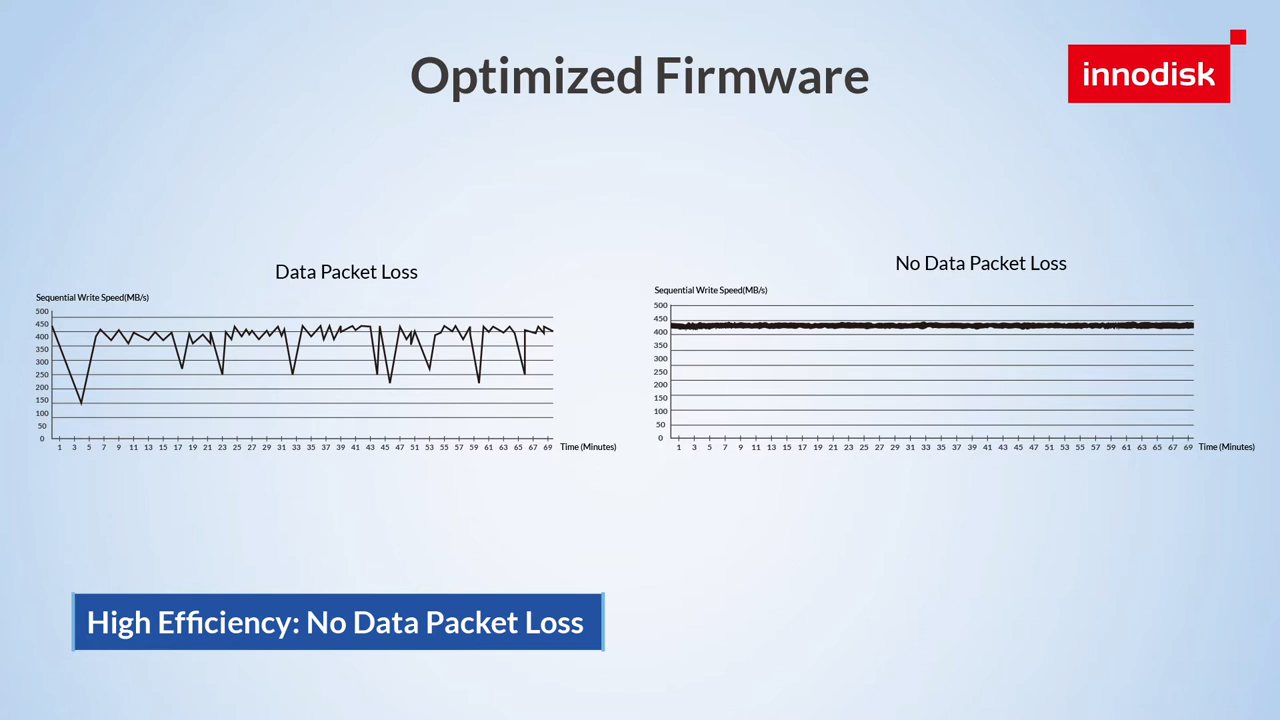 Optimized Firmware
innodisk
Data Packet Loss
Sequential Write Speed(MB/s)
500
450
400
350
300
250
200
150
100
50
0
1 3 5 7 9 11 13 15 17 19 21 23 25 27 29 31 33 35 37 39 41 43 45 47 49 51 53 55 57 59 61 63 65 67 69 Time (Minutes)
No Data Packet Loss
Sequential Write Speed(MB/s)
500
450
400
350
300
250
200
150
100
50
0
1 3 5 7 9 11 13 15 17 19 21 23 25 27 29 31 33 35 37 39 41 43 45 47 49 51 53 55 57 59 61 63 65 67 69 Time (Minutes)
High Efficiency: No Data Packet Loss